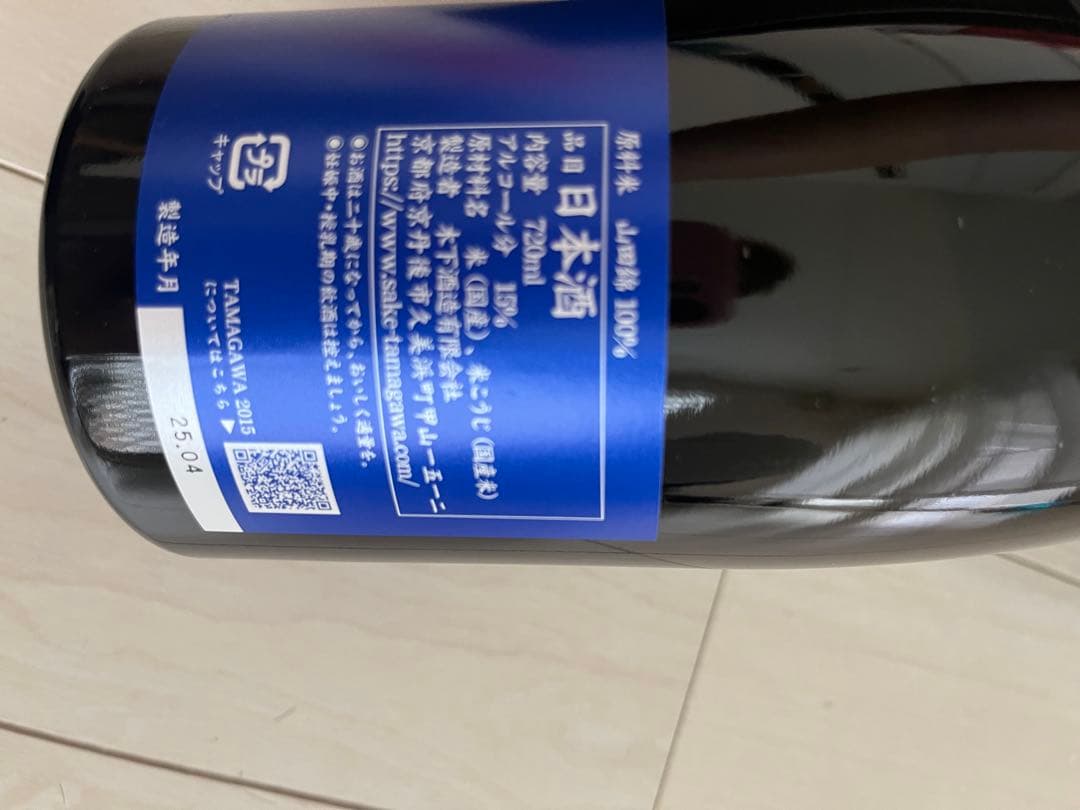 原料米 山田錦 100%
品目 日本酒
内容量 720ml
アルコール分 15%
原材料名 米(国産)、米こうじ(国産米)
製造者 木下酒造有限会社
京都府京丹後市久美浜町甲山一五一二
https://www.sake-tamagawa.com/
●お酒は二十歳になってから、おいしく適量を。
●妊娠中・授乳期の飲酒は控えましょう。
プラ
キャップ
TAMAGAWA 2015
についてはこちら▶
製造年月 25.04